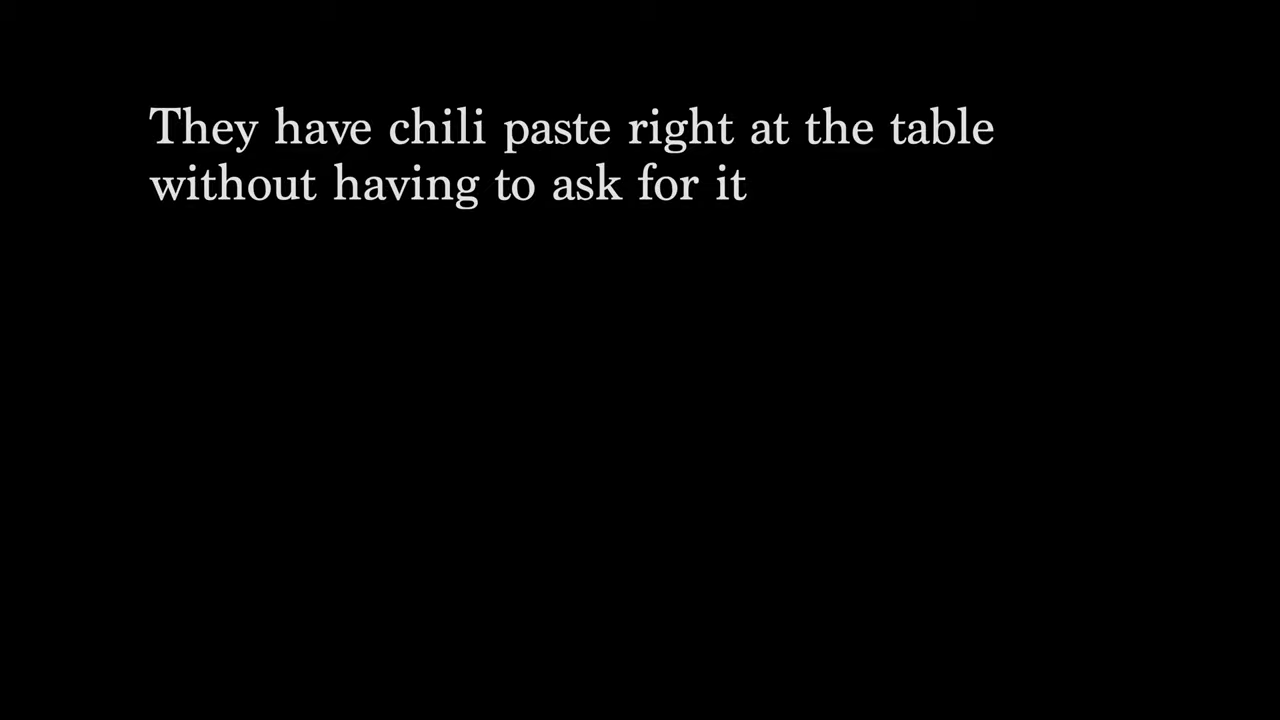 They have chili paste right at the table
without having to ask for it